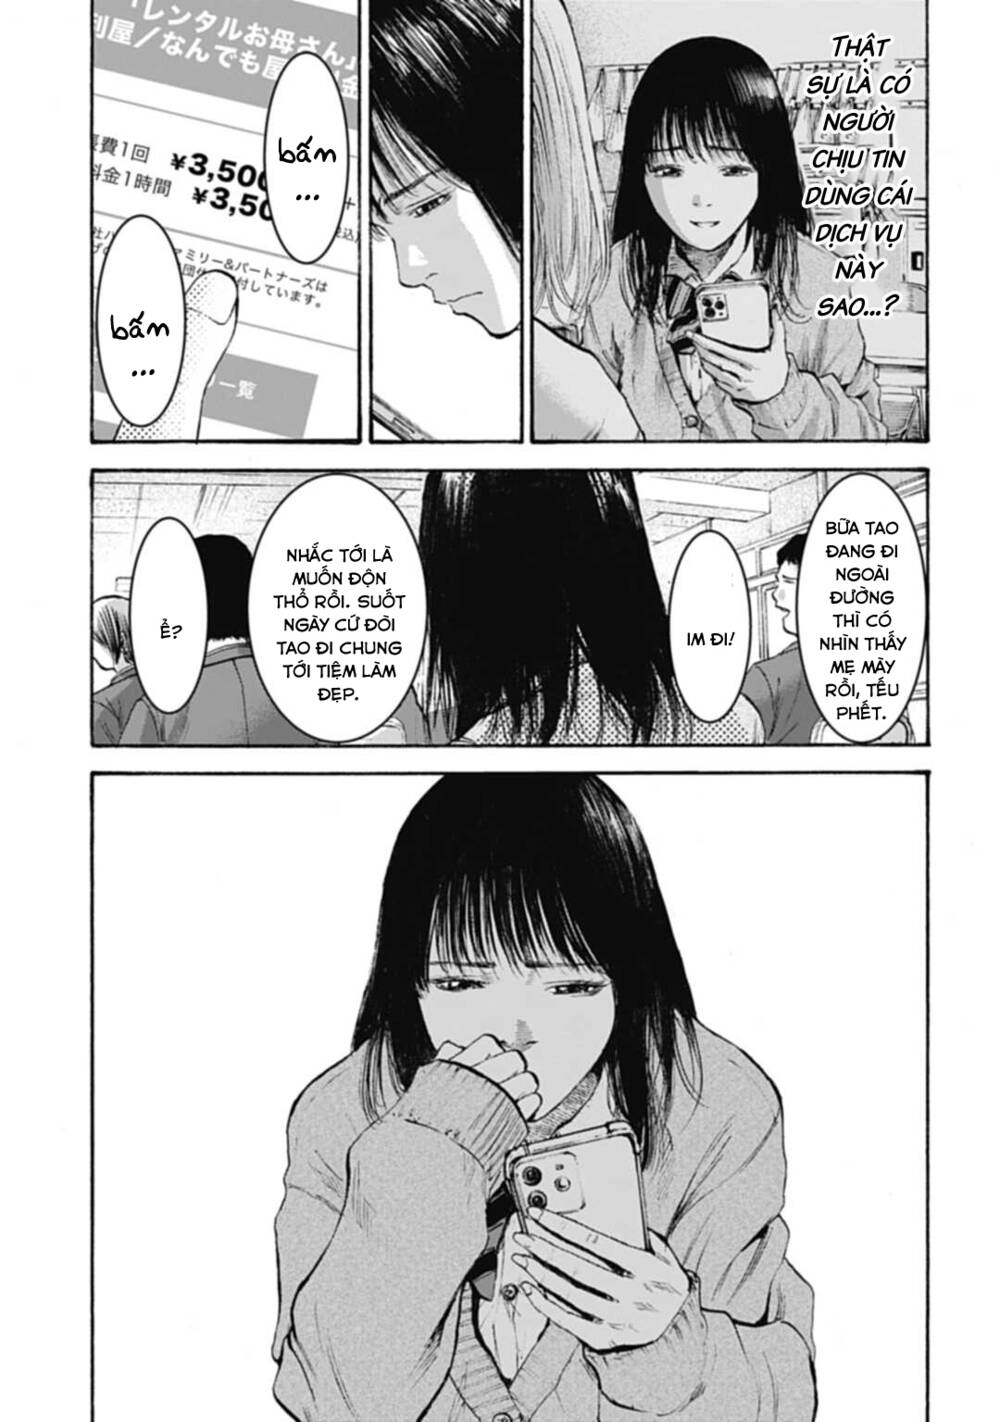 THẬT
SỰ LÀ CÓ
NGƯỜI
CHỊU TIN
DÙNG CÁI
DỊCH VỤ
NÀY
SAO...?
「レンタルお母さん」
利屋／なんでも屋
金
費1回 ¥3,500
料金1時間 ¥3,50
+
ァミリー&パートナーズは
団体
付しています。
一覧
bấm
...
bấm
...
BỮA TAO
ĐANG ĐI
NGOÀI
ĐƯỜNG
THÌ CÓ
NHÌN THẤY
MẸ MÀY
RỒI, TẾU
PHẾT.
IM ĐI!
NHẮC TỚI LÀ
MUỐN ĐỘN
THỔ RỒI. SUỐT
NGÀY CỨ ĐÒI
TAO ĐI CHUNG
TỚI TIỆM LÀM
ĐẸP.
Ể?